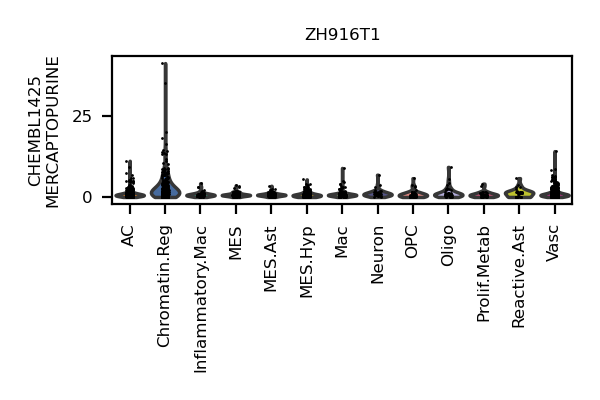 ZH916T1
CHEMBL1425
MERCAPTOPURINE
25
0
AC
Chromatin.Reg
Inflammatory.Mac
MES
MES.Ast
MES.Hyp
Mac
Neuron
OPC
Oligo
Prolif.Metab
Reactive.Ast
Vasc